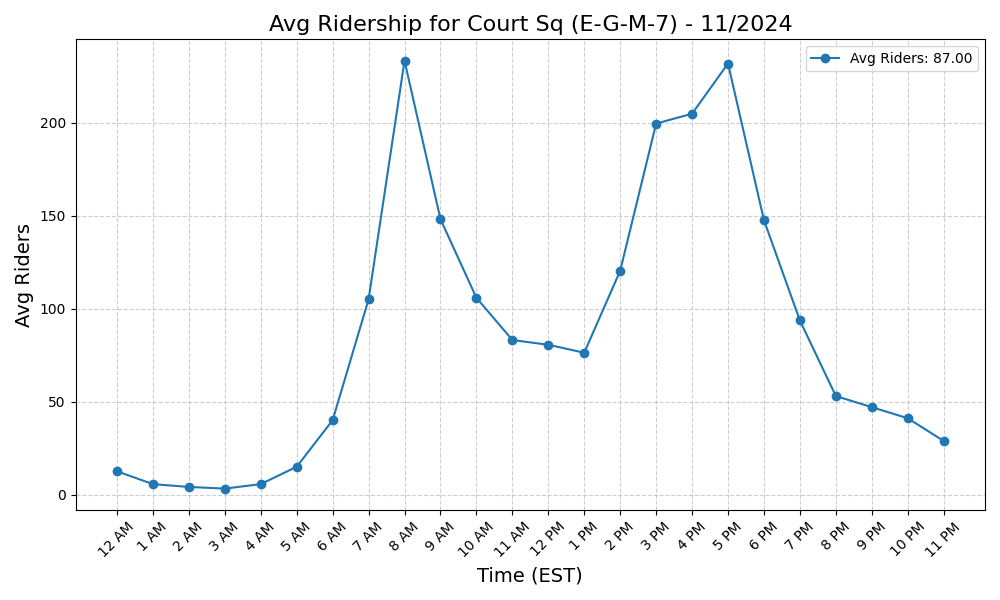 Avg Ridership for Court Sq (E-G-M-7) - 11/2024
Avg Riders: 87.00
Avg Riders
200
150
100
50
0
12 AM
1 AM
2 AM
3 AM
4 AM
5 AM
6 AM
7 AM
8 AM
9 AM
10 AM
11 AM
12 PM
1 PM
2 PM
3 PM
4 PM
5 PM
6 PM
7 PM
8 PM
9 PM
10 PM
11 PM
Time (EST)